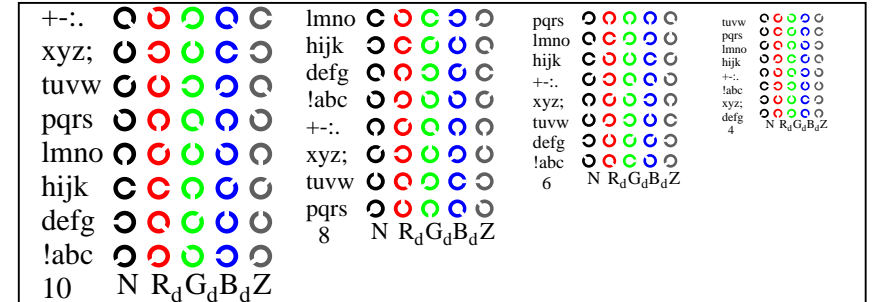 +-:.
xyz;
tuvw
pqrs
lmno
hijk
defg
!abc
10 N RdGdBdZ
lmno
hijk
defg
!abc
+-:.
xyz;
tuvw
pqrs
8 N RdGdBdZ
pqrs
lmno
hijk
+-:.
xyz;
tuvw
defg
!abc
6 N RdGdBdZ
tuvw
pqrs
lmno
hijk
+-:.
!abc
xyz;
defg
4 N RdGdBdZ